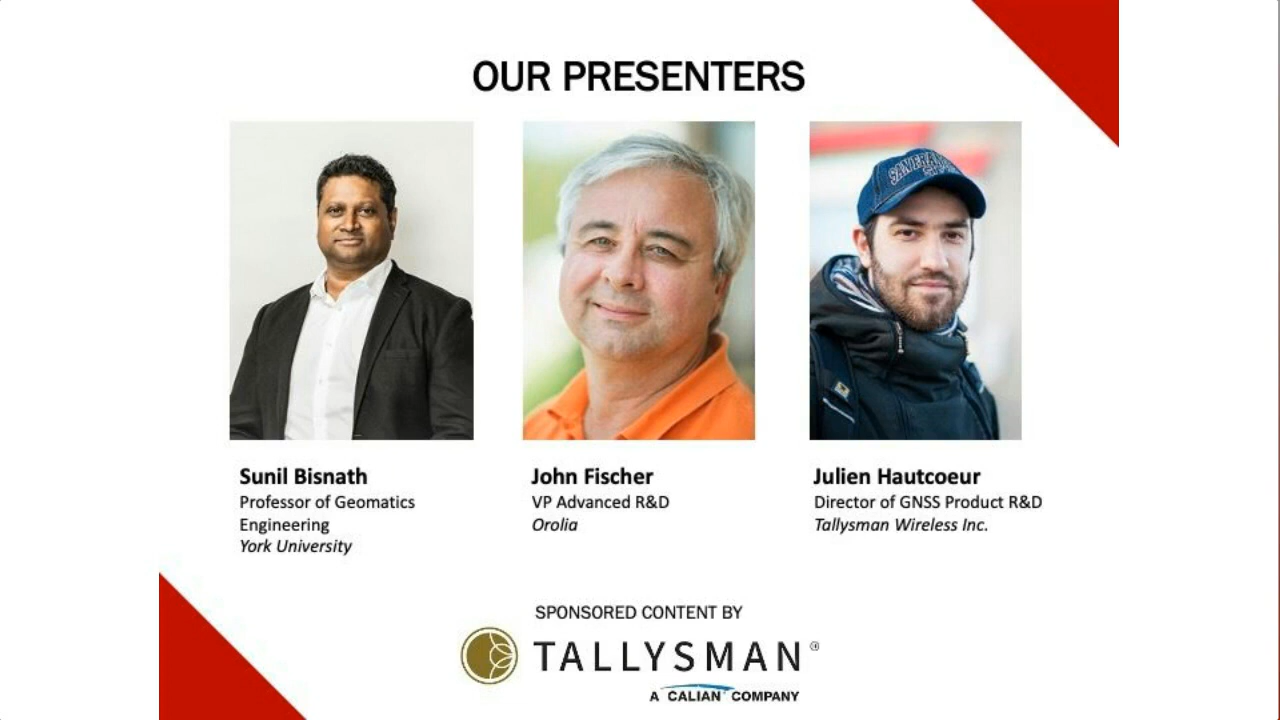 OUR PRESENTERS
Sunil Bisnath
Professor of Geomatics
Engineering
York University
John Fischer
VP Advanced R&D
Orolia
Julien Hautcoeur
Director of GNSS Product R&D
Tallysman Wireless Inc.
SPONSORED CONTENT BY
TALLYSMAN
A CALIAN COMPANY